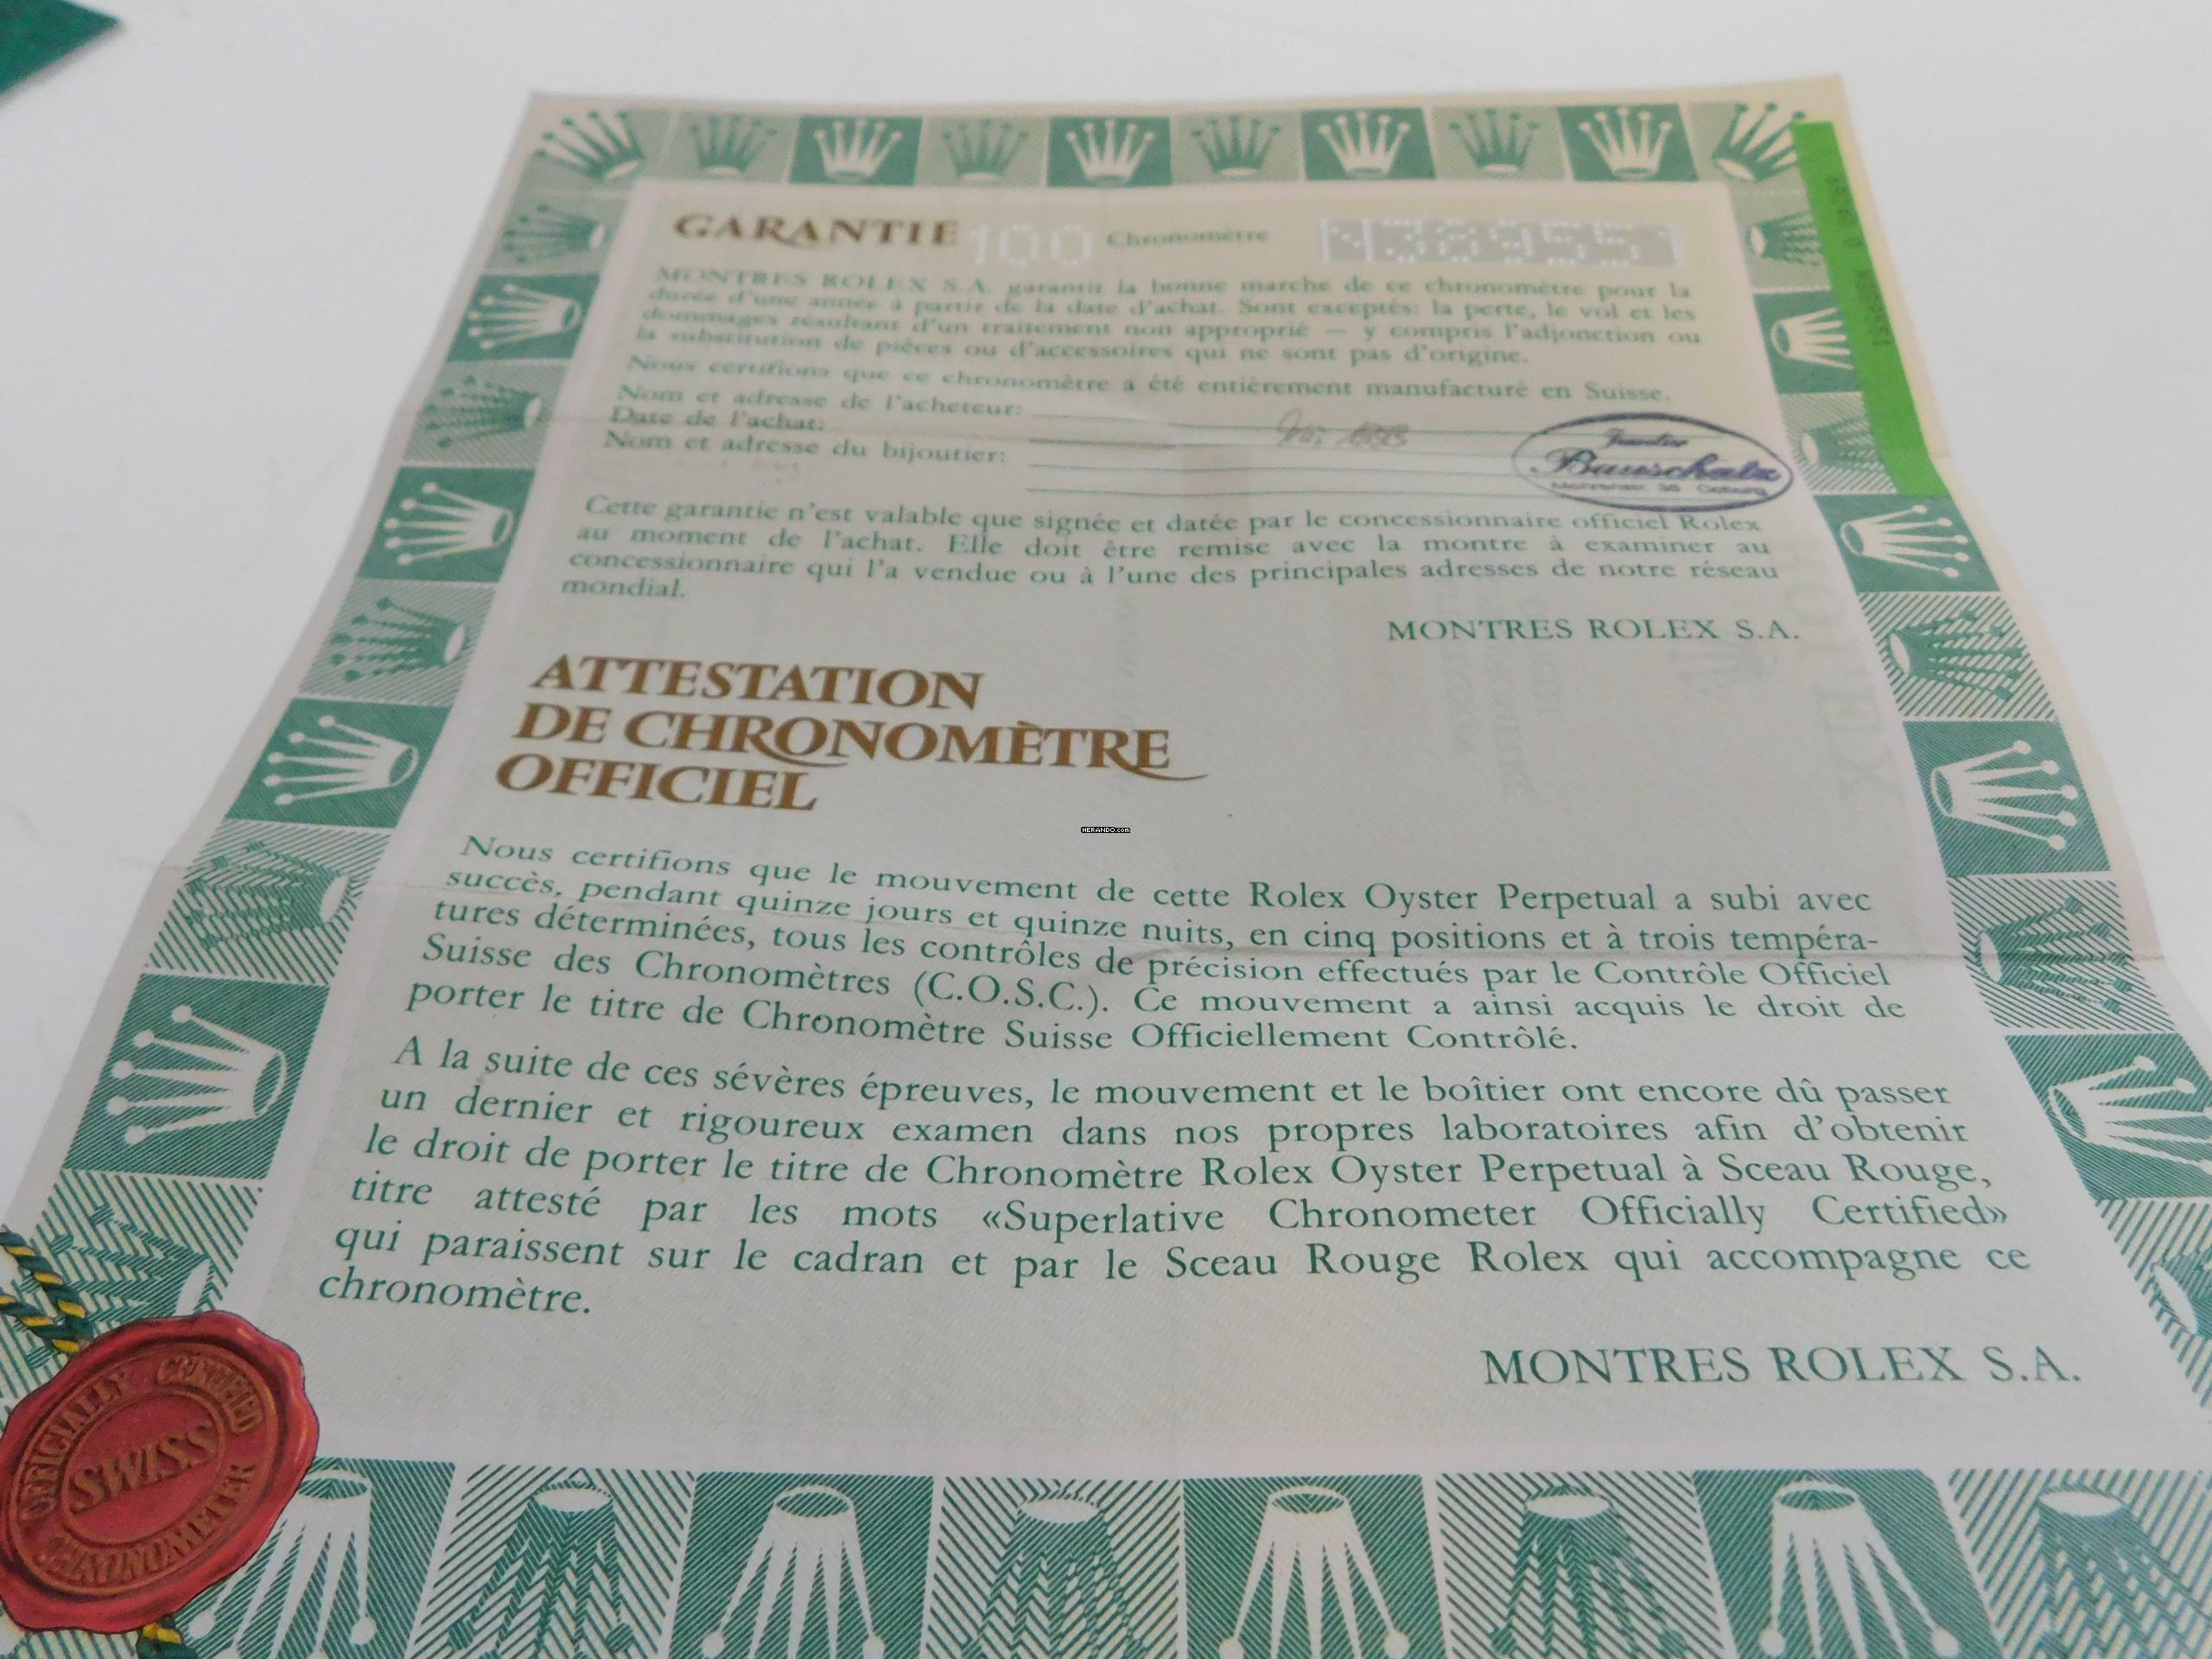 GARANTIE 100 Chronomètre
MONTRES ROLEX S.A. garantit la bonne marche de ce chronomètre pour la
durée d'une année à partir de la date d'achat. Sont exceptés: la perte, le vol et les
dommages résultant d'un traitement non approprié — y compris l'adjonction ou
la substitution de pièces ou d'accessoires qui ne sont pas d'origine.
Nous certifions que ce chronomètre a été entièrement manufacturé en Suisse.
Nom et adresse de l'acheteur:
Date de l'achat:
Nom et adresse du bijoutier:
Juwelier
Bauschatz
Cette garantie n'est valable que signée et datée par le concessionnaire officiel Rolex
au moment de l'achat. Elle doit être remise avec la montre à examiner au
concessionnaire qui l'a vendue ou à l'une des principales adresses de notre réseau
mondial.
MONTRES ROLEX S.A.
ATTESTATION
DE CHRONOMÈTRE
OFFICIEL
HERANDO.com
Nous certifions que le mouvement de cette Rolex Oyster Perpetual a subi avec
succès, pendant quinze jours et quinze nuits, en cinq positions et à trois tempéra-
tures déterminées, tous les contrôles de précision effectués par le Contrôle Officiel
Suisse des Chronomètres (C.O.S.C.). Ce mouvement a ainsi acquis le droit de
porter le titre de Chronomètre Suisse Officiellement Contrôlé.
A la suite de ces sévères épreuves, le mouvement et le boîtier ont encore dû passer
un dernier et rigoureux examen dans nos propres laboratoires afin d'obtenir
le droit de porter le titre de Chronomètre Rolex Oyster Perpetual à Sceau Rouge,
titre attesté par les mots «Superlative Chronometer Officially Certified»
qui paraissent sur le cadran et par le Sceau Rouge Rolex qui accompagne ce
chronomètre.
MONTRES ROLEX S.A.
OFFICIALLY CERTIFIED
SWISS
CHRONOMETER